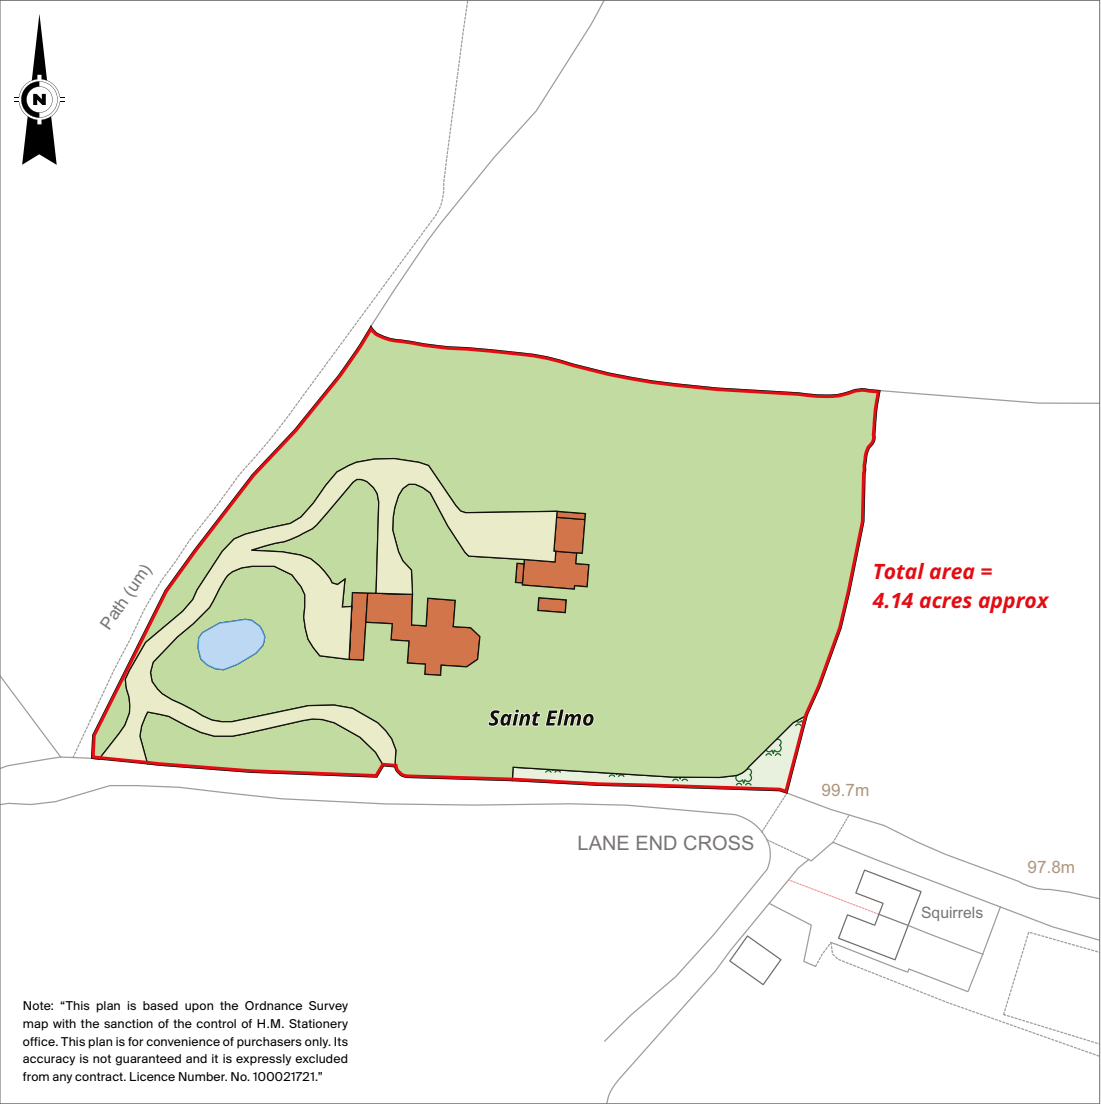 N
Path (um)
Total area =
4.14 acres approx
Saint Elmo
99.7m
LANE END CROSS
97.8m
Squirrels
Note: “This plan is based upon the Ordnance Survey
map with the sanction of the control of H.M. Stationery
office. This plan is for convenience of purchasers only. Its
accuracy is not guaranteed and it is expressly excluded
from any contract. Licence Number. No. 100021721.”